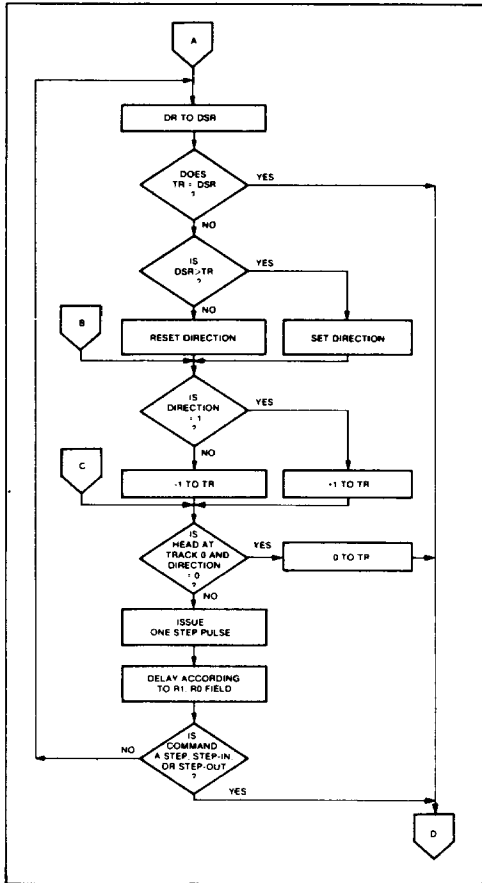 A
DR TO DSR
DOES
TR = DSR
?
YES
NO
IS
DSR>TR
?
YES
NO
B
RESET DIRECTION
SET DIRECTION
IS
DIRECTION
= 1
?
YES
NO
C
-1 TO TR
+1 TO TR
IS
HEAD AT
TRACK 0 AND
DIRECTION
= 0
?
YES
0 TO TR
NO
ISSUE
ONE STEP PULSE
DELAY ACCORDING
TO R1, R0 FIELD
IS
COMMAND
A STEP, STEP-IN,
OR STEP-OUT
?
NO
YES
D